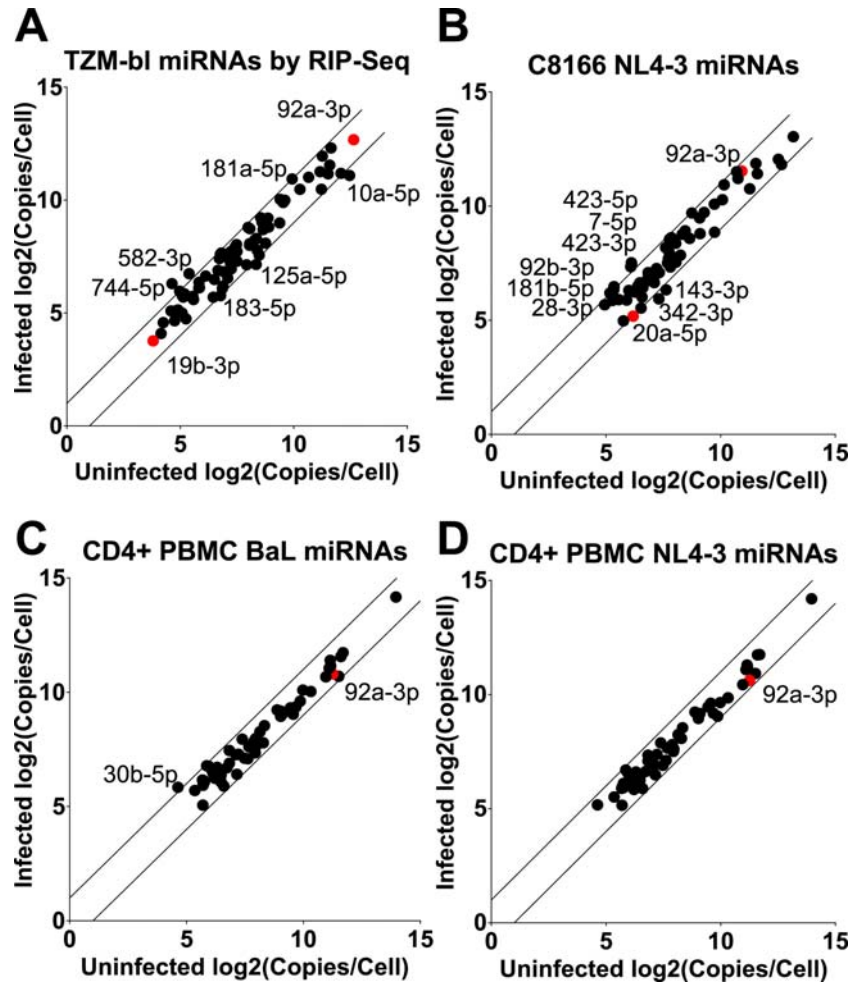 A
TZM-bl miRNAs by RIP-Seq
15
10
5
0
0
5
10
15
Infected log2(Copies/Cell)
Uninfected log2(Copies/Cell)
92a-3p
181a-5p
10a-5p
582-3p
125a-5p
744-5p
183-5p
19b-3p
B
C8166 NL4-3 miRNAs
15
10
5
0
0
5
10
15
Infected log2(Copies/Cell)
Uninfected log2(Copies/Cell)
92a-3p
423-5p
7-5p
423-3p
92b-3p
181b-5p
28-3p
143-3p
342-3p
20a-5p
C
CD4+ PBMC BaL miRNAs
15
10
5
0
0
5
10
15
Infected log2(Copies/Cell)
Uninfected log2(Copies/Cell)
92a-3p
30b-5p
D
CD4+ PBMC NL4-3 miRNAs
15
10
5
0
0
5
10
15
Infected log2(Copies/Cell)
Uninfected log2(Copies/Cell)
92a-3p